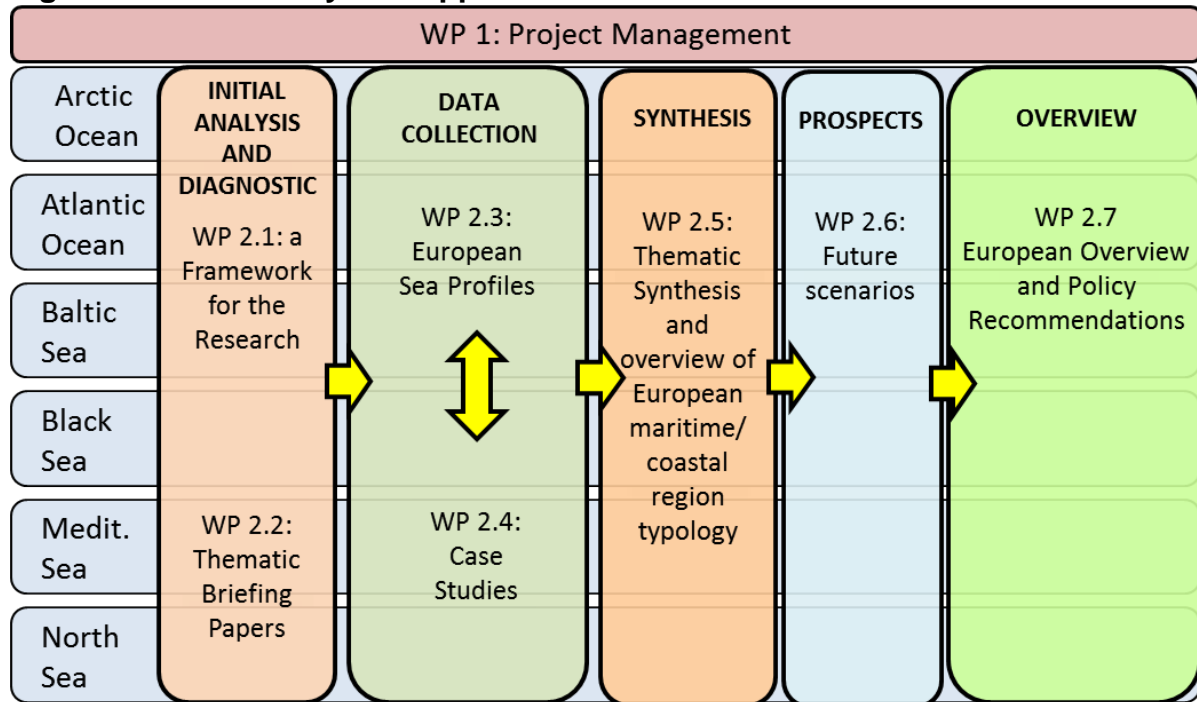 WP 1: Project Management
Arctic
Ocean
Atlantic
Ocean
Baltic
Sea
Black
Sea
Medit.
Sea
North
Sea
INITIAL
ANALYSIS
AND
DIAGNOSTIC
WP 2.1: a
Framework
for the
Research
WP 2.2:
Thematic
Briefing
Papers
DATA
COLLECTION
WP 2.3:
European
Sea Profiles
WP 2.4:
Case
Studies
SYNTHESIS
WP 2.5:
Thematic
Synthesis
and
overview of
European
maritime/
coastal
region
typology
PROSPECTS
WP 2.6:
Future
scenarios
OVERVIEW
WP 2.7
European Overview
and Policy
Recommendations